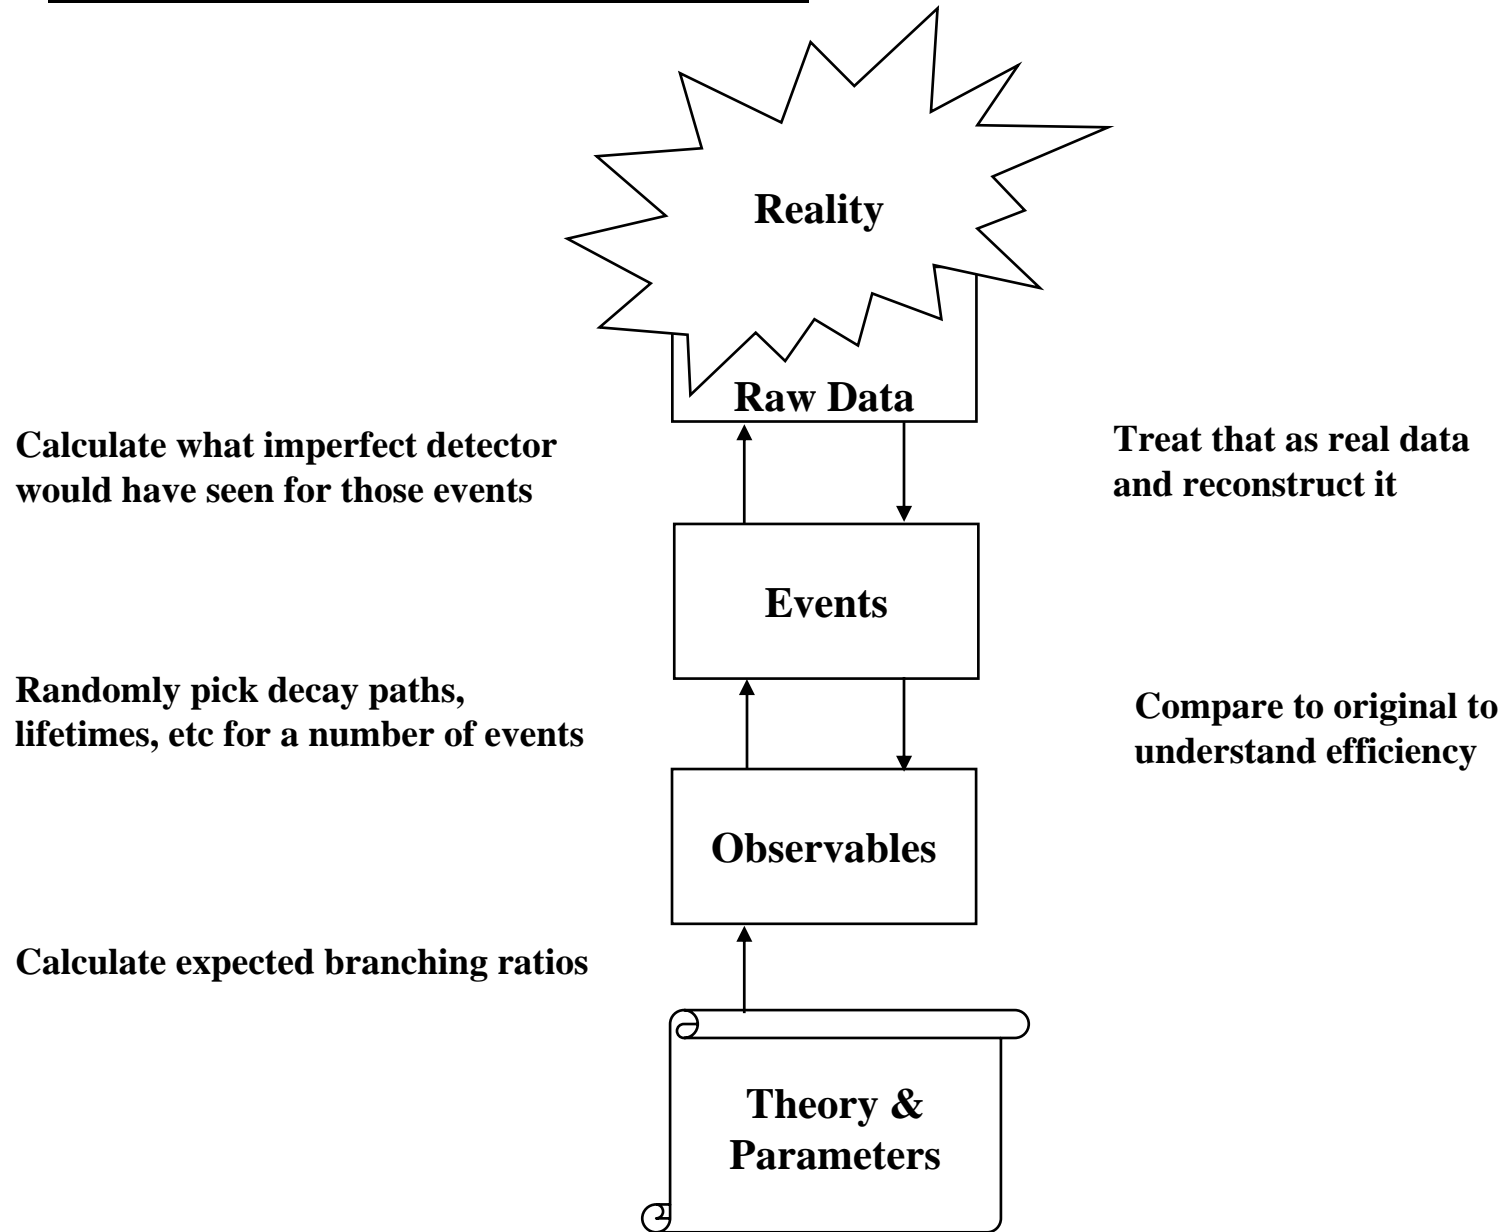 Reality
Raw Data
Calculate what imperfect detector
would have seen for those events
Treat that as real data
and reconstruct it
Events
Randomly pick decay paths,
lifetimes, etc for a number of events
Compare to original to
understand efficiency
Observables
Calculate expected branching ratios
Theory &
Parameters